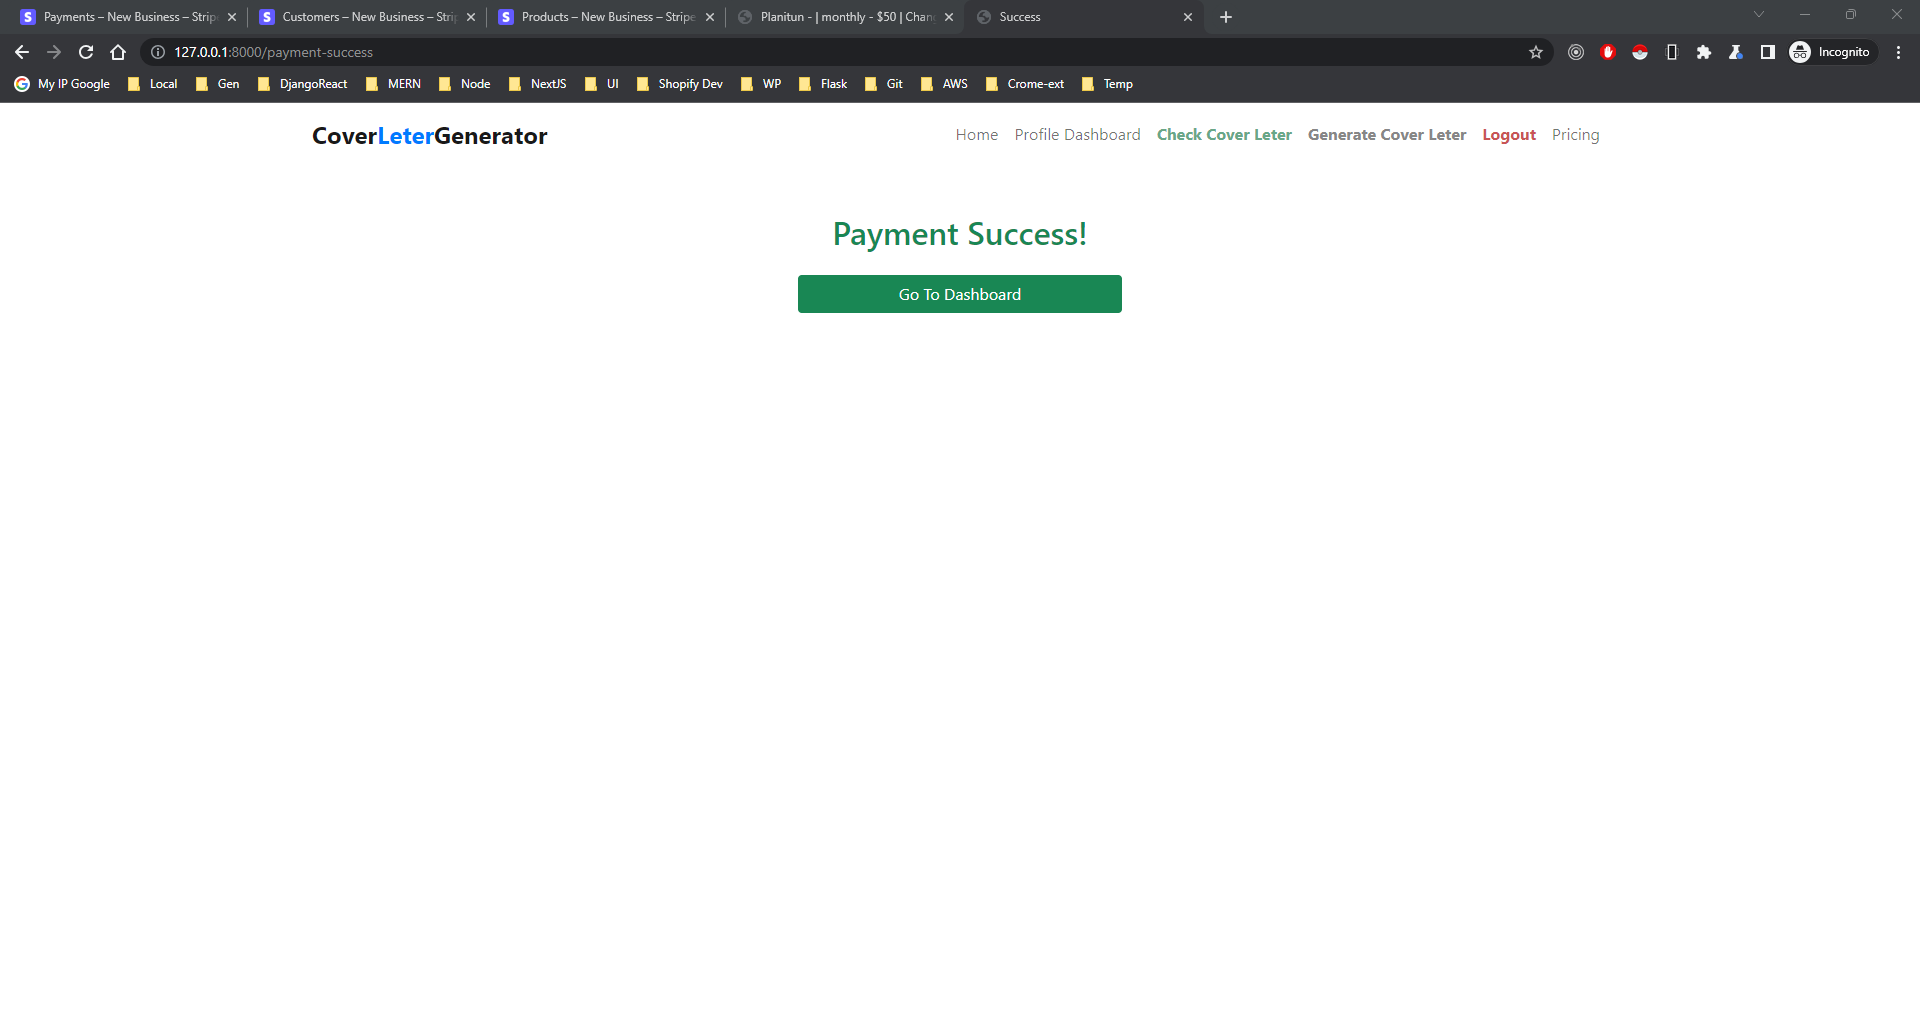 Payments – New Business – Strip
Customers – New Business – Strip
Products – New Business – Stripe
Planitun - | monthly - $50 | Chan
Success
127.0.0.1:8000/payment-success
Incognito
My IP Google Local Gen DjangoReact MERN Node NextJS UI Shopify Dev WP Flask Git AWS Crome-ext Temp
CoverLeterGenerator
Home Profile Dashboard Check Cover Leter Generate Cover Leter Logout Pricing
Payment Success!
Go To Dashboard